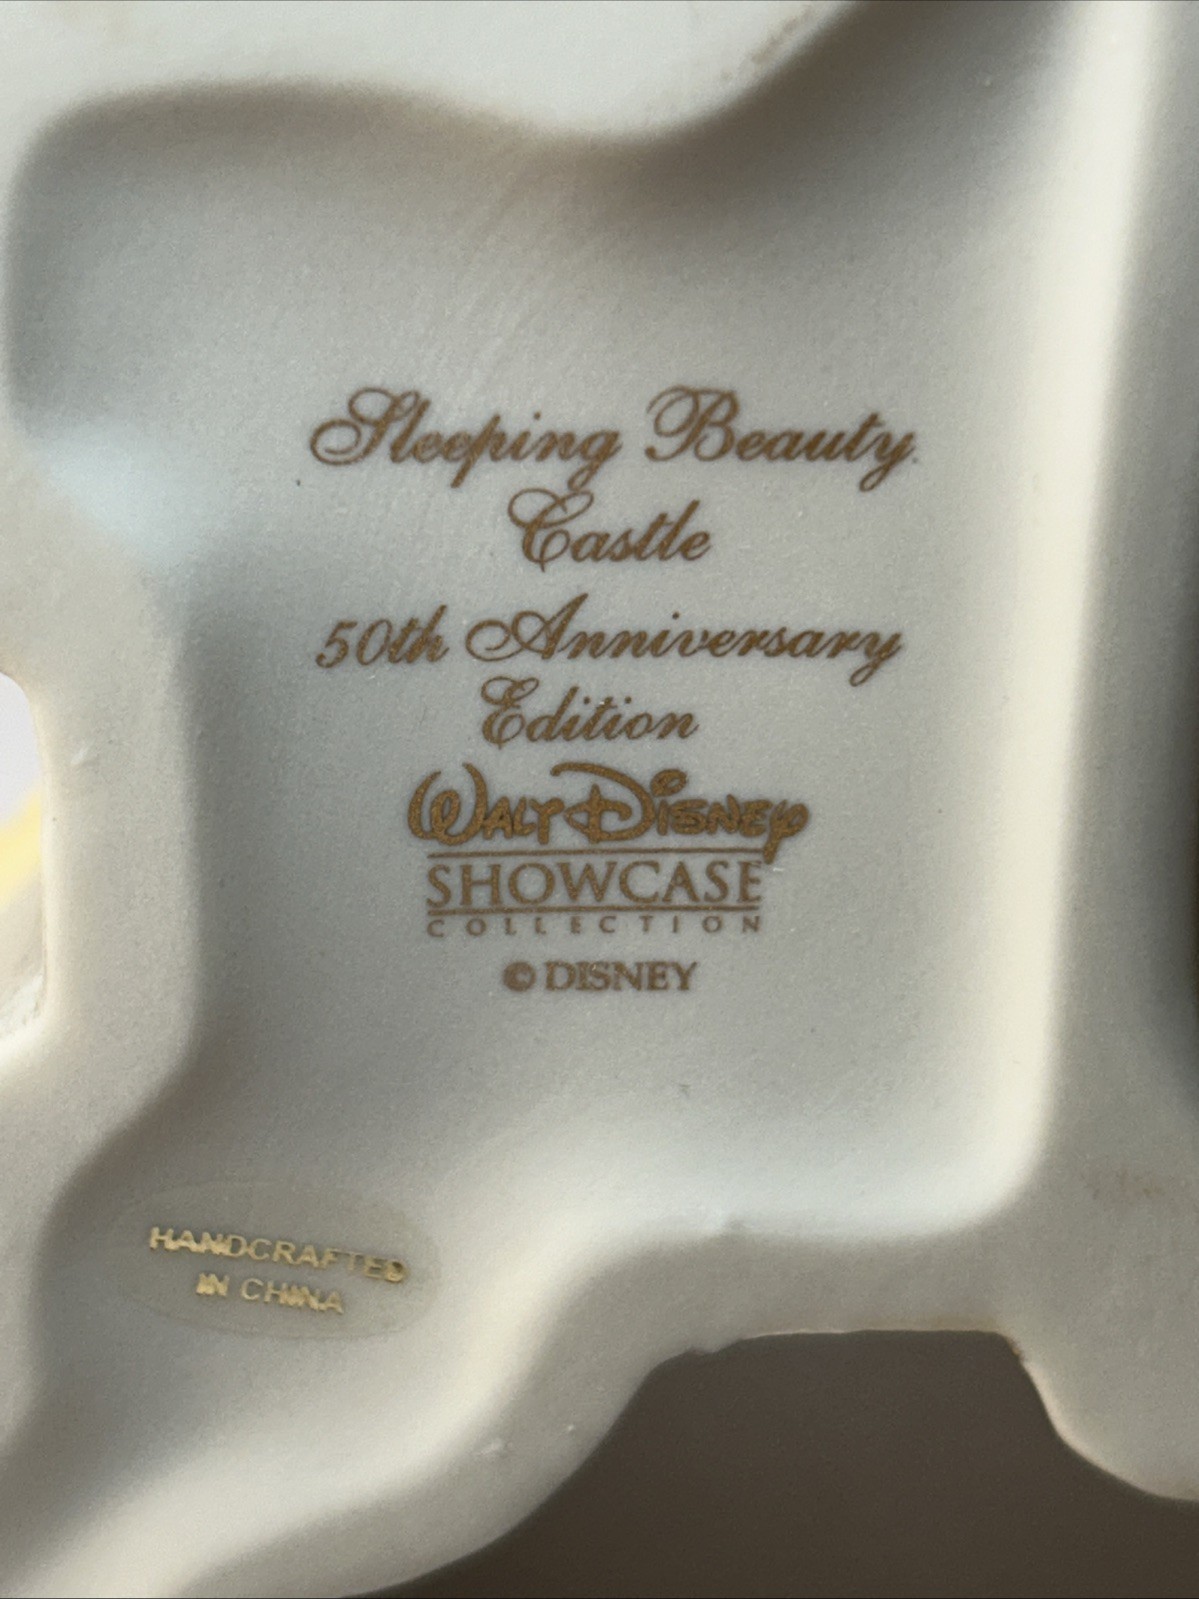 Sleeping Beauty
Castle
50th Anniversary
Edition
WALT DISNEY
SHOWCASE
COLLECTION
© DISNEY
HANDCRAFTED
IN CHINA